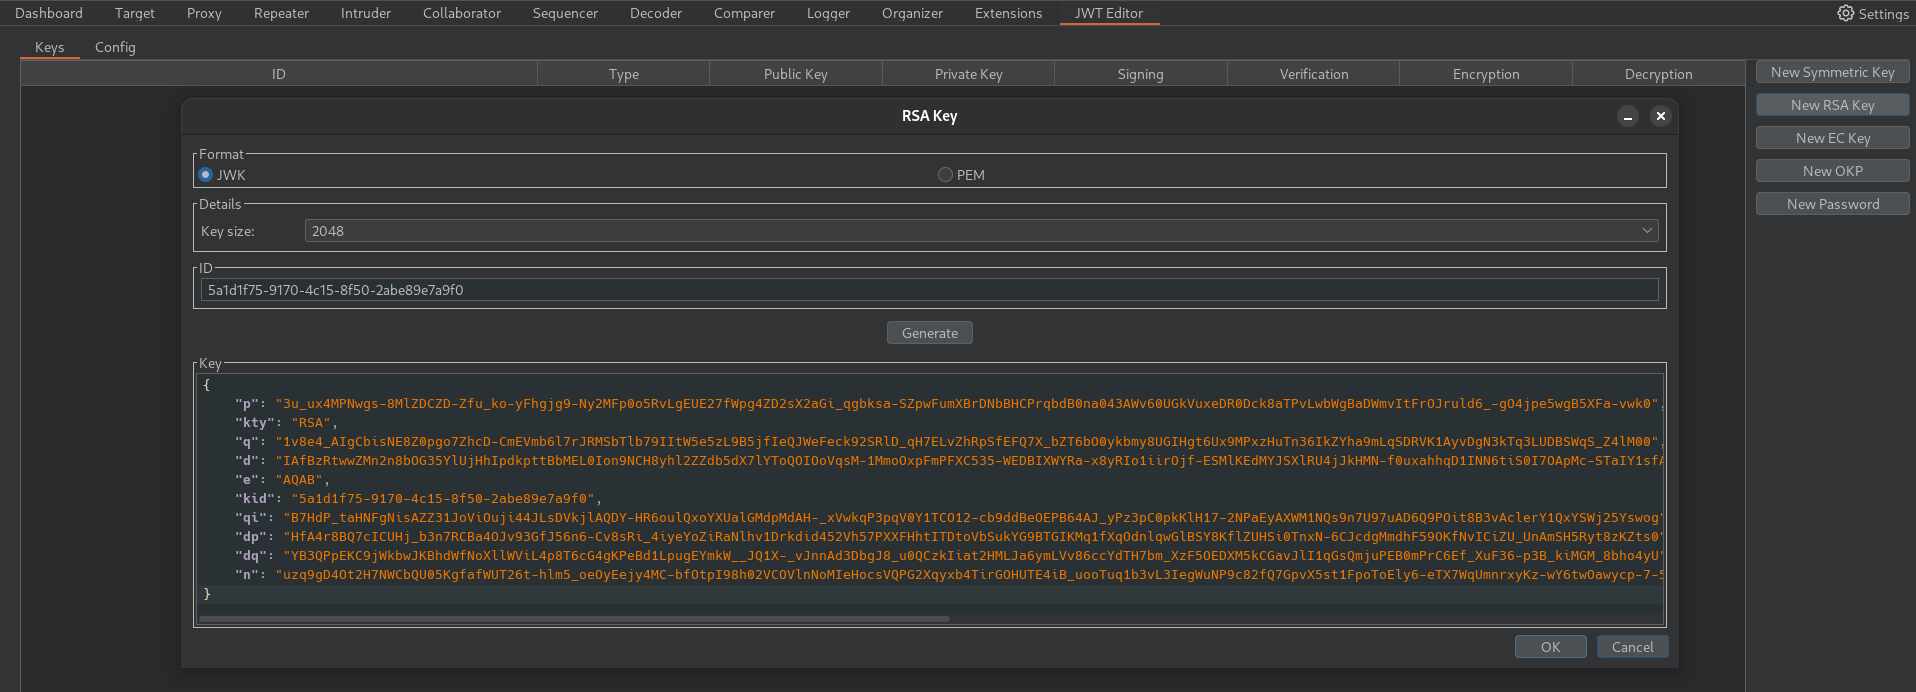 Dashboard Target Proxy Repeater Intruder Collaborator Sequencer Decoder Comparer Logger Organizer Extensions JWT Editor Settings
Keys Config
ID Type Public Key Private Key Signing Verification Encryption Decryption
New Symmetric Key
New RSA Key
New EC Key
New OKP
New Password
RSA Key
Format
JWK PEM
Details
Key size: 2048
ID
5a1d1f75-9170-4c15-8f50-2abe89e7a9f0
Generate
Key
{
"p": "3u_ux4MPNwgs-8MlZDCZD-Zfu_ko-yFhgjg9-Ny2MFp0o5RvLgEUE27fWpg4ZD2sX2aGi_qgbksa-SZpwFumXBrDNbBHCPrqbdB0na043AWv60UGkVuxeDR0Dck8aTPvLwbWgBaDWmvItFrOJruld6_-gO4jpe5wgB5XFa-vwk0",
"kty": "RSA",
"q": "1v8e4_AIgCbisNE8Z0pgo7ZhcD-CmEVmb6l7rJRMSbTlb79IItW5e5zL9B5jfIeQJWeFeck92SRlD_qH7ELvZhRpSfEFQ7X_bZT6bO0ykbmy8UGIHgt6Ux9MPxzHuTn36IkZYha9mLqSDRVK1AyvDgN3kTq3LUDBSWqS_Z4lM00",
"d": "IAfBzRtwwZMn2n8bOG35YlUjHhIpdkpttBbMEL0Ion9NCH8yhl2ZZdb5dX7lYToQOIOoVqsM-1MmoOxpFmPFXC535-WEDBIXWYRa-x8yRIo1iirOjf-ESMlKEdMYJSXlRU4jJkHMN-f0uxahhqD1INN6tiS0I7OApMc-STaIY1sfA
"e": "AQAB",
"kid": "5a1d1f75-9170-4c15-8f50-2abe89e7a9f0",
"qi": "B7HdP_taHNFgNisAZZ31JoViOuji44JLsDVkjlAQDY-HR6oulQxoYXUalGMdpMdAH-_xVwkqP3pqV0Y1TCO12-cb9ddBeOEPB64AJ_yPz3pC0pkKlH17-2NPaEyAXWM1NQs9n7U97uAD6Q9POit8B3vAclerY1QxYSWj25Yswog"
"dp": "HfA4r8BQ7cICUHj_b3n7RCBa4OJv93GfJ56n6-Cv8sRi_4iyeYoZiRaNlhv1Drkdid452Vh57PXXFHhtITDtoVbSukYG9BTGIKMq1fXqOdnlqwGlBSY8KflZUHSi0TnxN-6CJcdgMmdhF59OKfNvICiZU_UnAmSH5Ryt8zKZts0"
"dq": "YB3QPpEKC9jWkbwJKBhdWfNoXllWViL4p8T6cG4gKPeBd1LpugEYmkW__JQ1X-_vJnnAd3DbgJ8_u0QCzkIiat2HMLJa6ymLVv86ccYdTH7bm_XzF5OEDXM5kCGavJlI1qGsQmjuPEB0mPrC6Ef_XuF36-p3B_kiMGM_8bho4yU"
"n": "uzq9gD4Ot2H7NWCbQU05KgfafWUT26t-hlm5_oeOyEejy4MC-bfOtpI98h02VCOVlnNoMIeHocsVQPG2Xqyxb4TirGOHUTE4iB_uooTuq1b3vL3IegWuNP9c82fQ7GpvX5st1FpoToEly6-eTX7WqUmnrxyKz-wY6twOawycp-7-5
}
OK Cancel